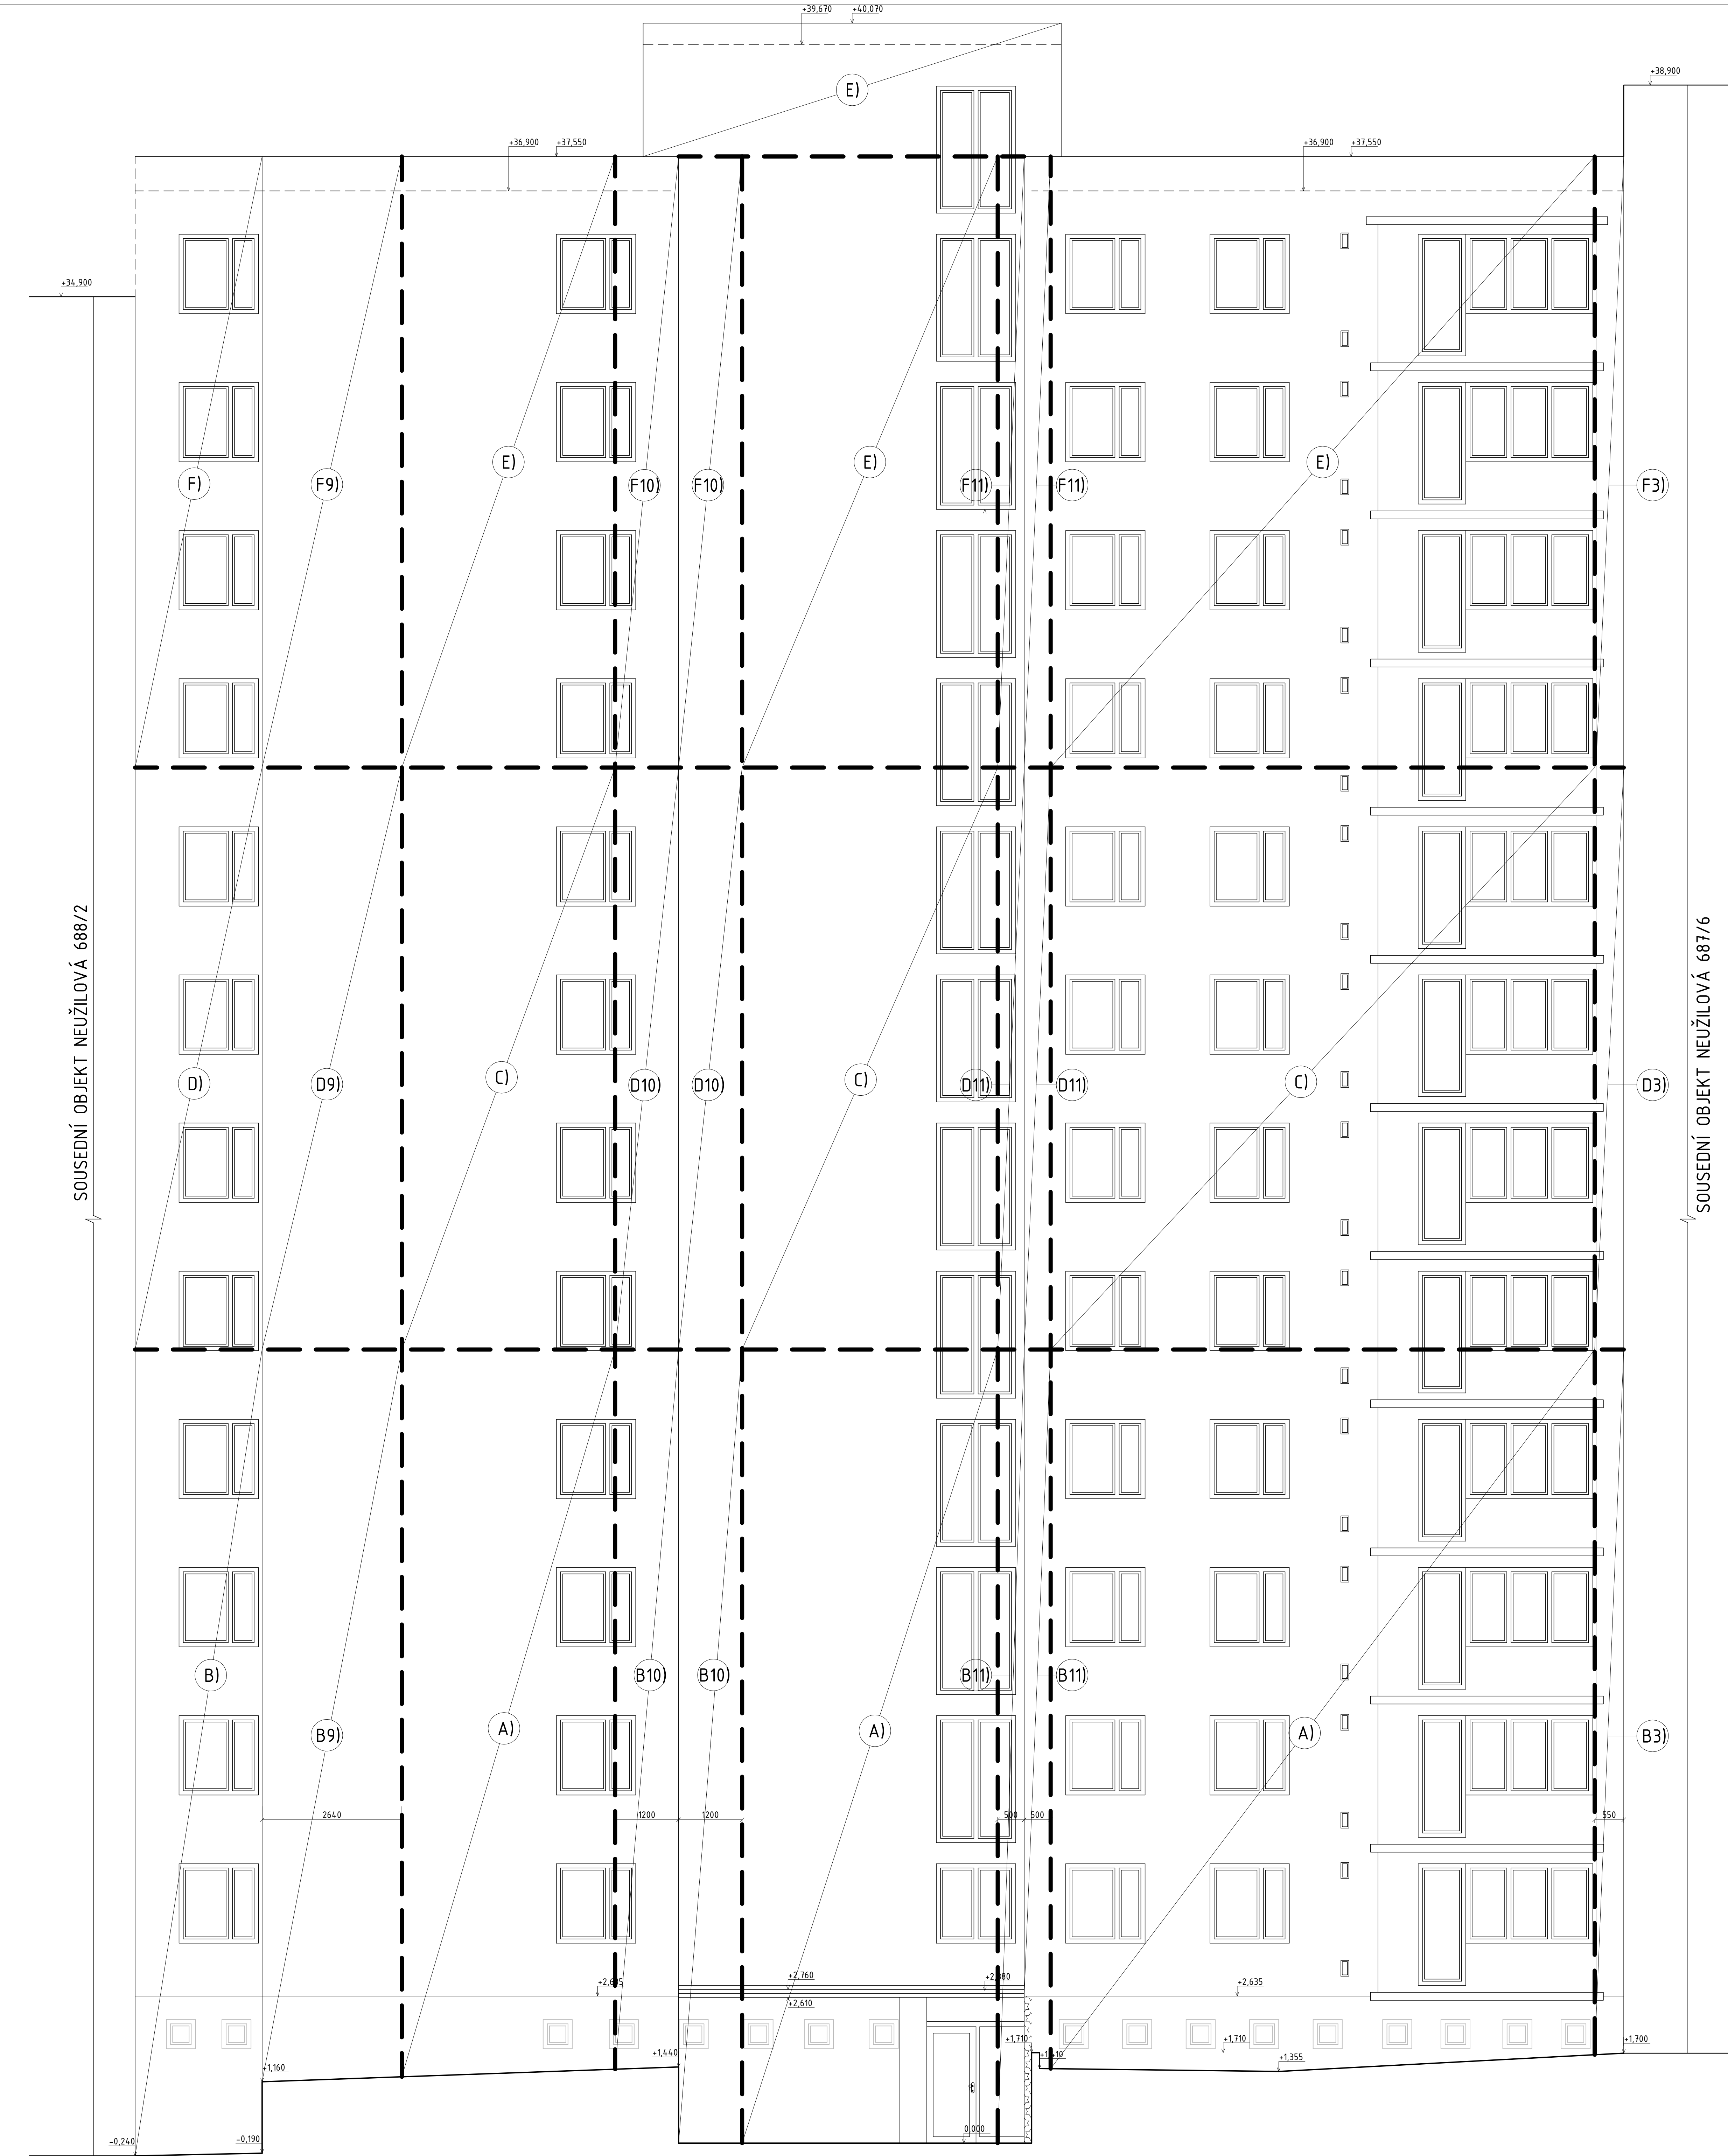 +39,670 +40,070
E)
+38,900
+36,900 +37,550
+36,900 +37,550
+34,900
E) E) E)
F) F9) F10) F10) F11) F11) F3)
SOUSEDNÍ OBJEKT NEUŽILOVÁ 688/2
SOUSEDNÍ OBJEKT NEUŽILOVÁ 687/6
C) C) C)
D) D9) D10) D10) D11) D11) D3)
B) B10) B10) B11) B11)
A) A) A)
B9) B3)
2640 1200 1200 500 500 550
+2,760
+2,635
+2,610
+1,710 +1,710 +1,700
+1,440
+1,355
+1,160
0,000
-0,190
-0,240